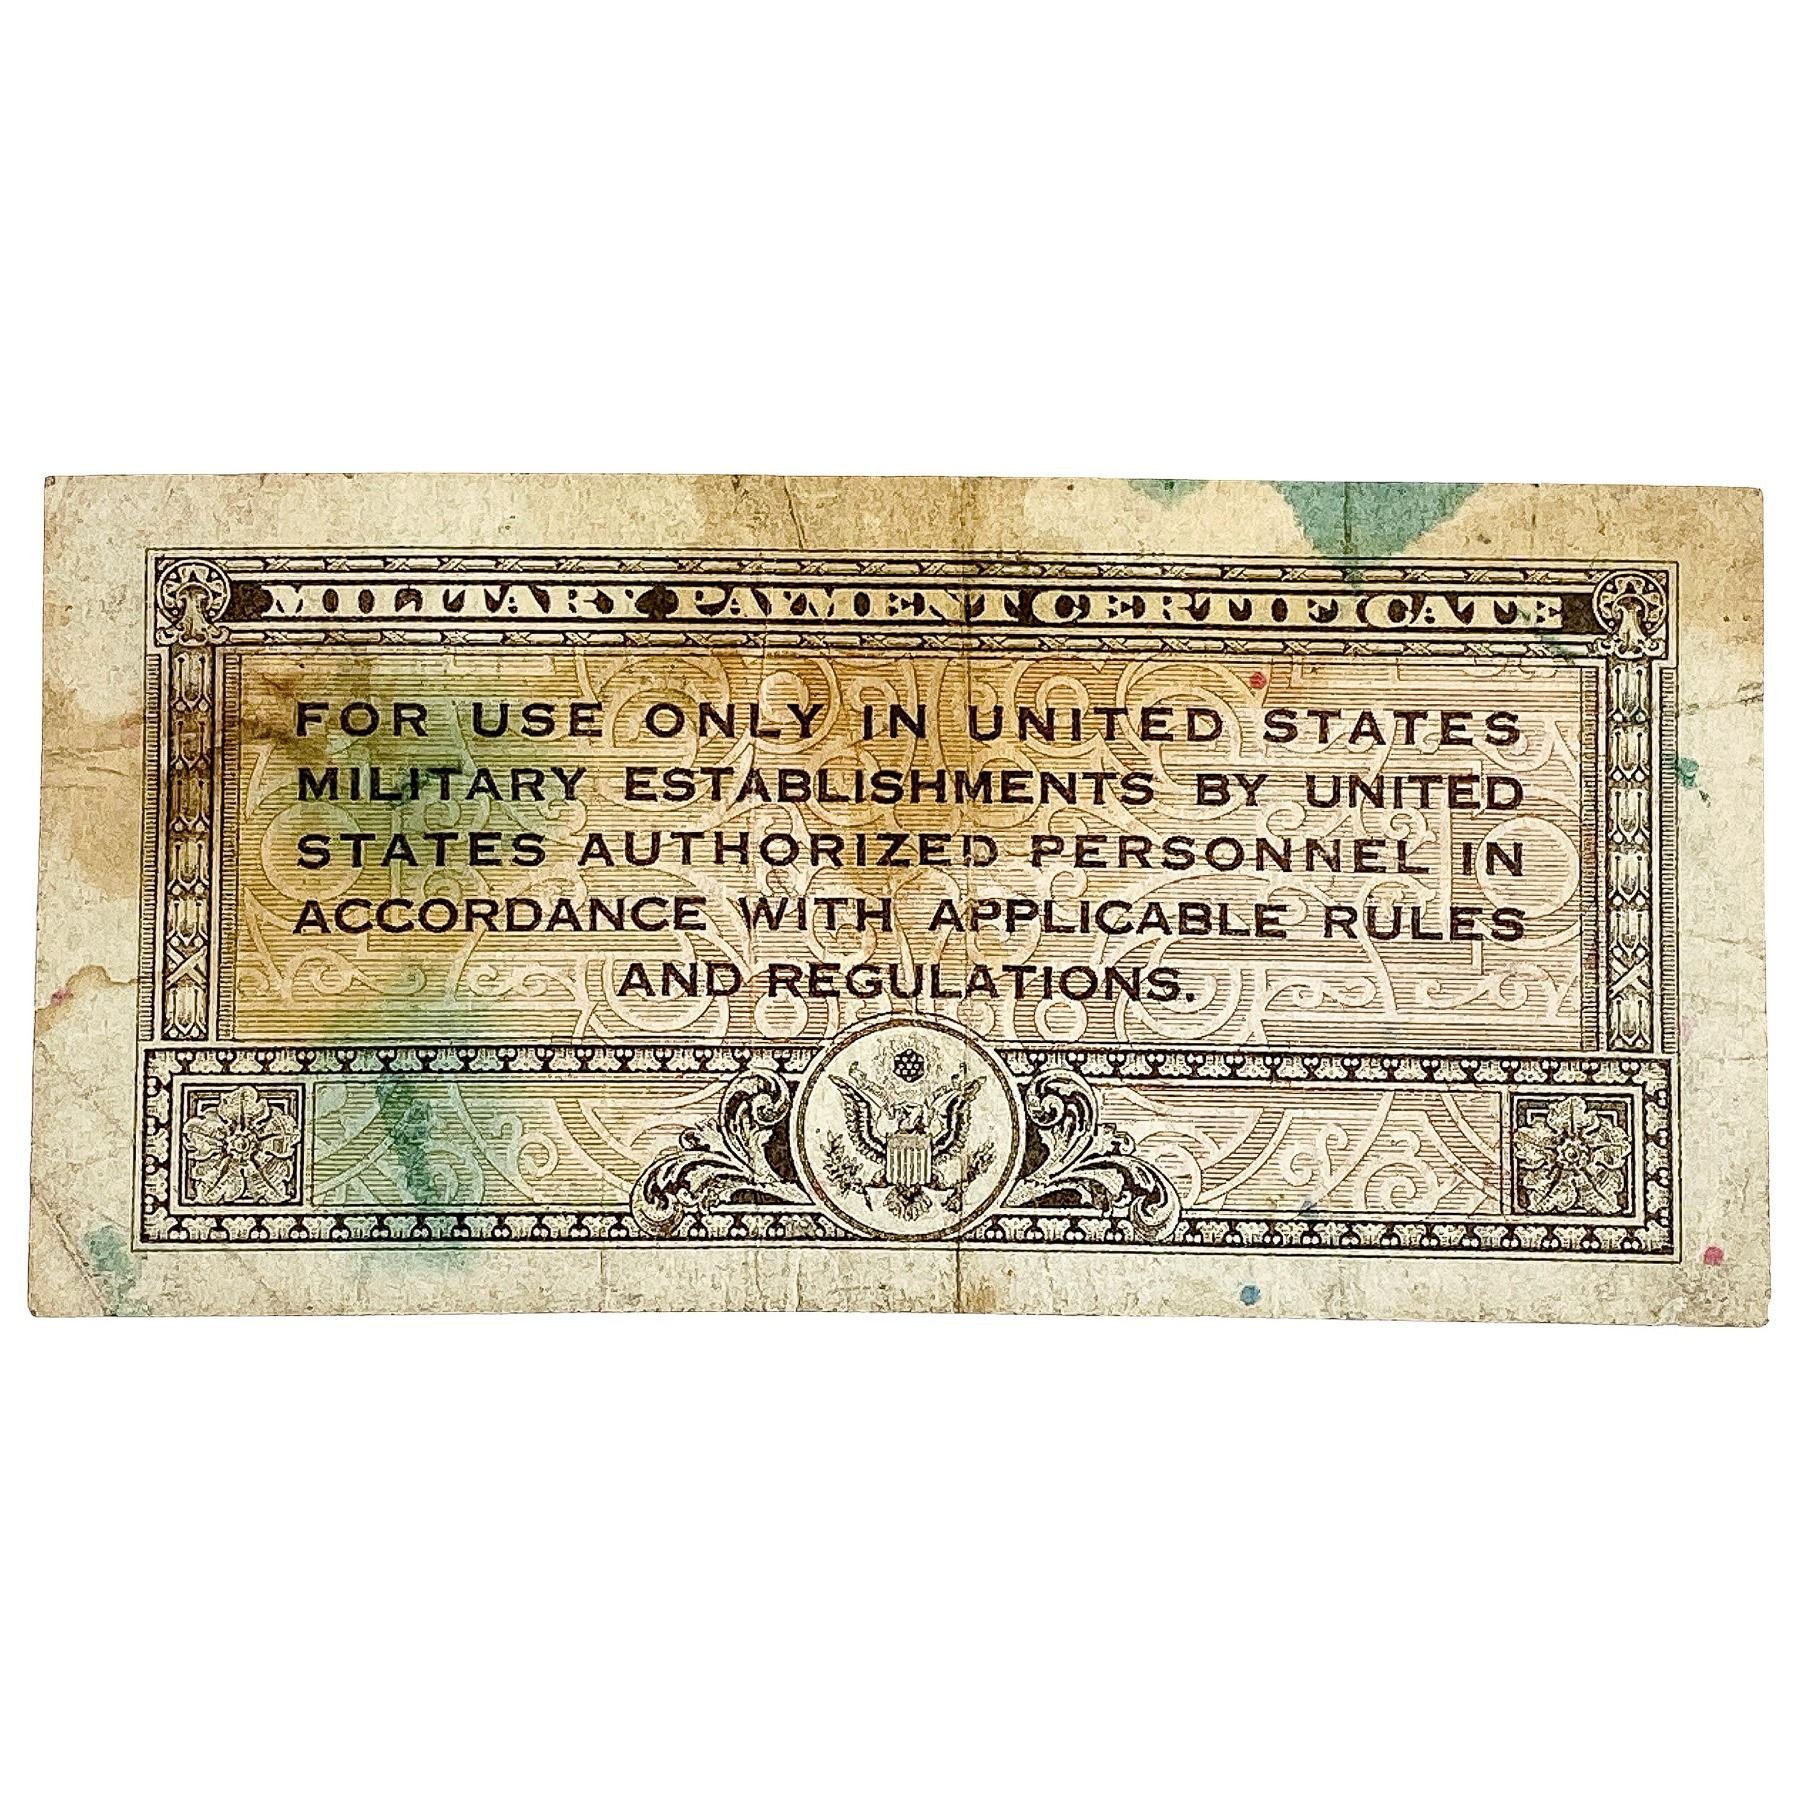 MILITARY PAYMENT CERTIFICATE
FOR USE ONLY IN UNITED STATES
MILITARY ESTABLISHMENTS BY UNITED
STATES AUTHORIZED PERSONNEL IN
ACCORDANCE WITH APPLICABLE RULES
AND REGULATIONS.